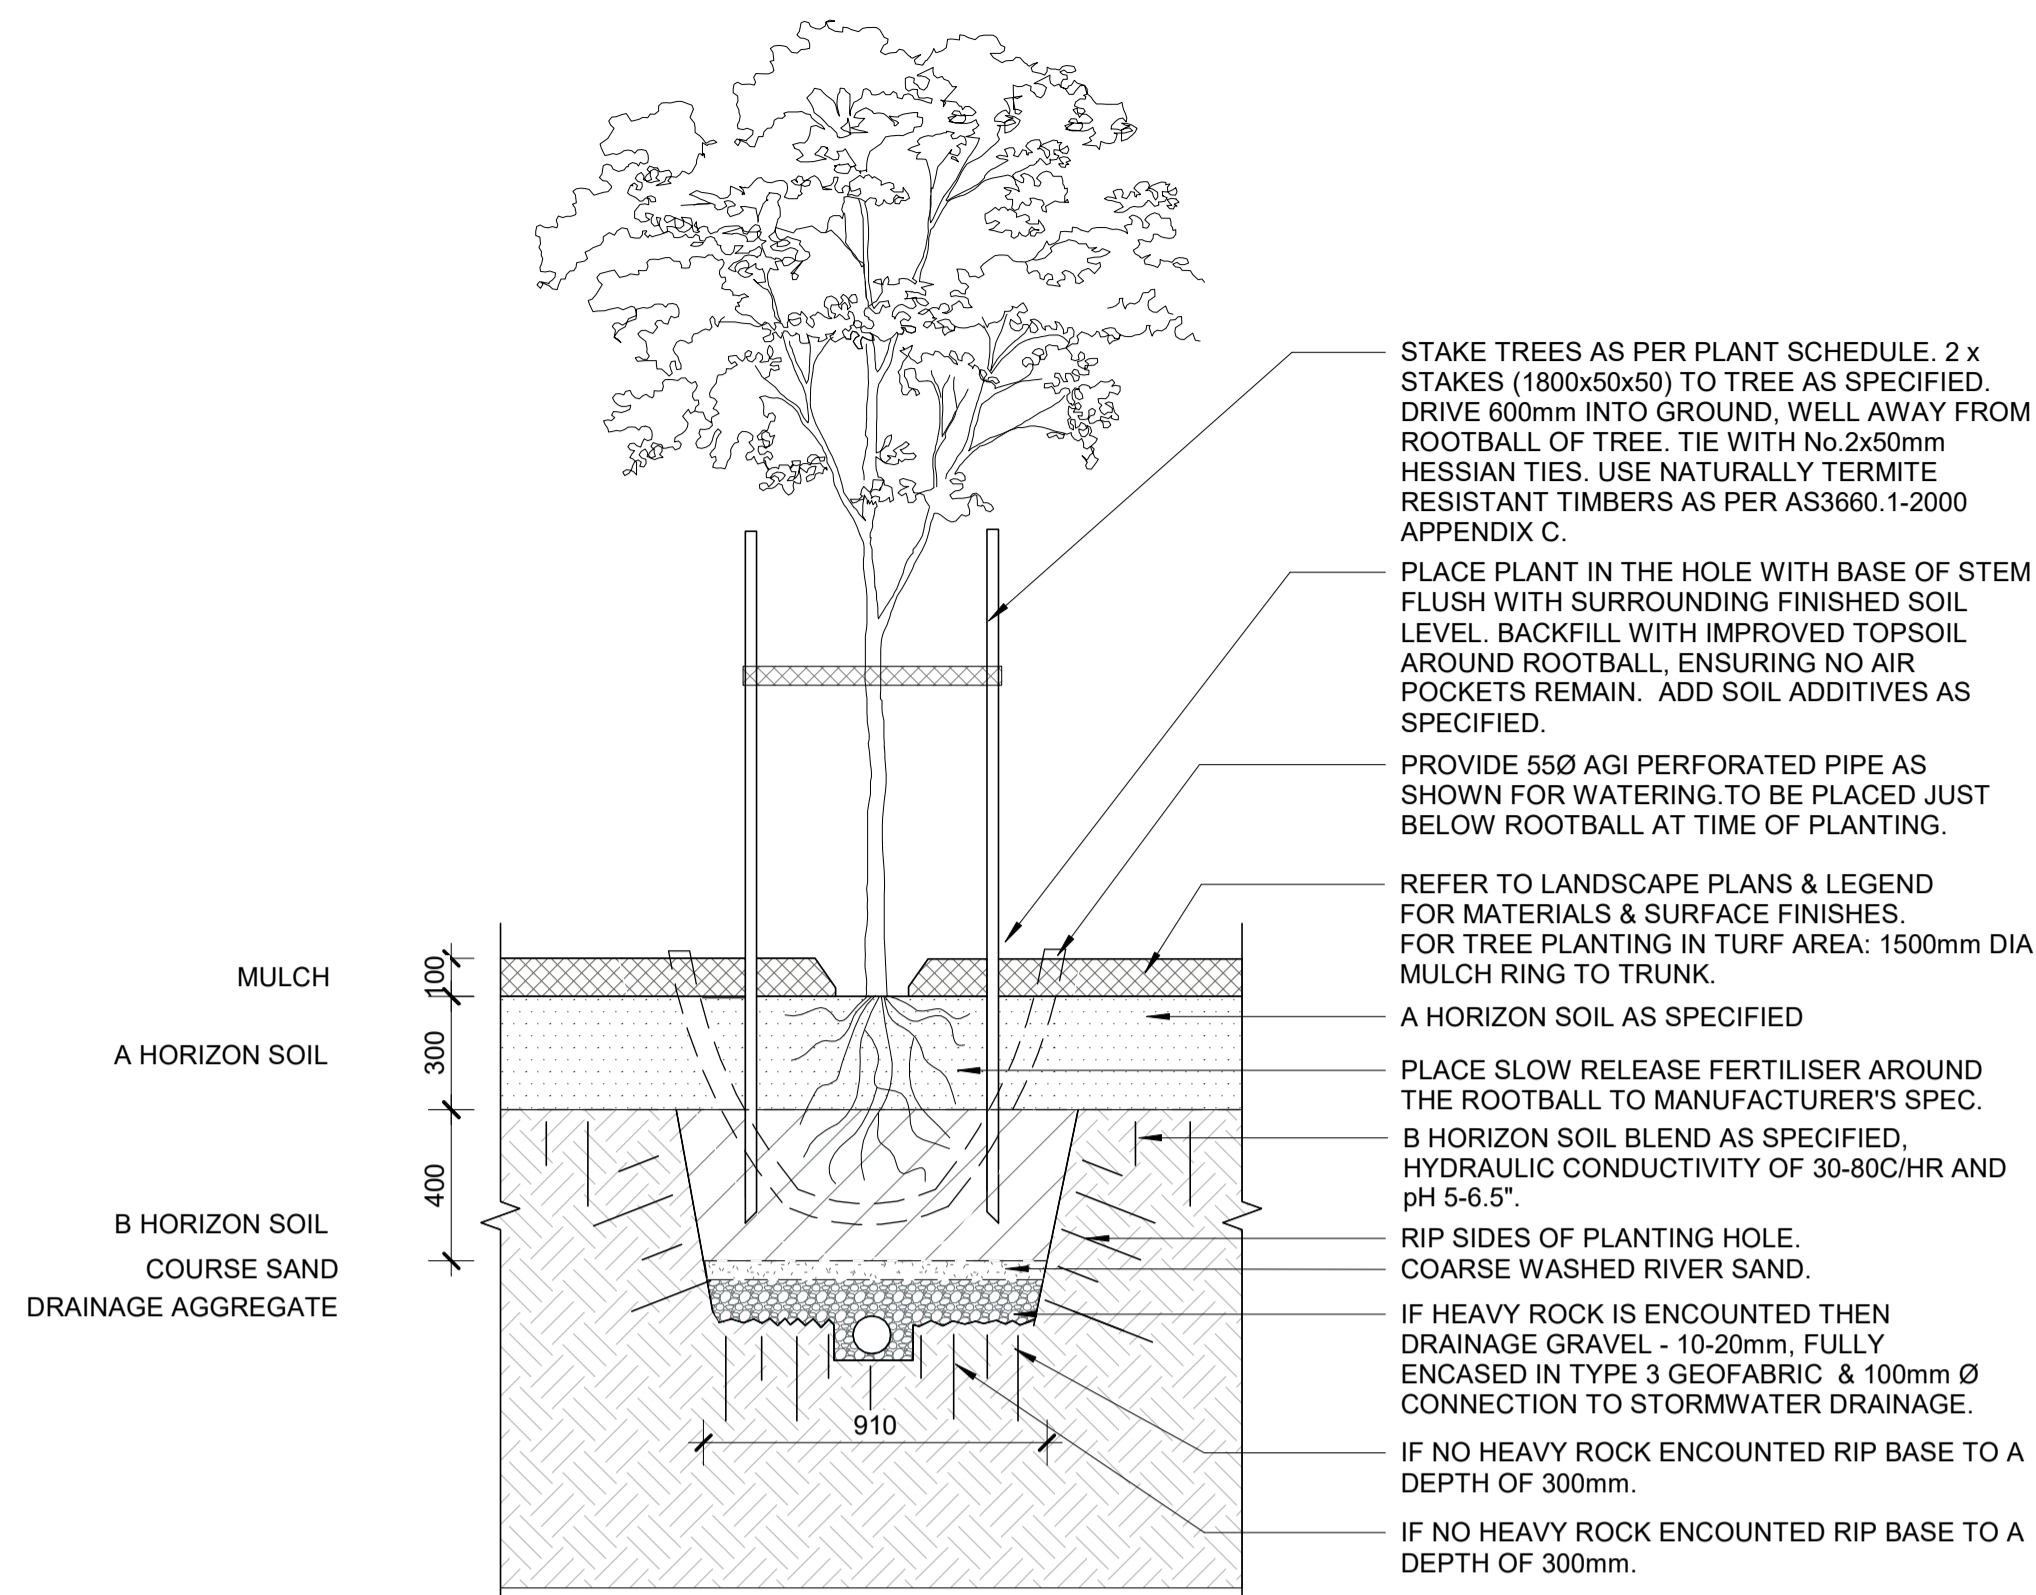 STAKE TREES AS PER PLANT SCHEDULE. 2 x
STAKES (1800x50x50) TO TREE AS SPECIFIED.
DRIVE 600mm INTO GROUND, WELL AWAY FROM
ROOTBALL OF TREE. TIE WITH No.2x50mm
HESSIAN TIES. USE NATURALLY TERMITE
RESISTANT TIMBERS AS PER AS3660.1-2000
APPENDIX C.
PLACE PLANT IN THE HOLE WITH BASE OF STEM
FLUSH WITH SURROUNDING FINISHED SOIL
LEVEL. BACKFILL WITH IMPROVED TOPSOIL
AROUND ROOTBALL, ENSURING NO AIR
POCKETS REMAIN. ADD SOIL ADDITIVES AS
SPECIFIED.
PROVIDE 55Ø AGI PERFORATED PIPE AS
SHOWN FOR WATERING.TO BE PLACED JUST
BELOW ROOTBALL AT TIME OF PLANTING.
REFER TO LANDSCAPE PLANS & LEGEND
FOR MATERIALS & SURFACE FINISHES.
FOR TREE PLANTING IN TURF AREA: 1500mm DIA
MULCH RING TO TRUNK.
A HORIZON SOIL AS SPECIFIED
PLACE SLOW RELEASE FERTILISER AROUND
THE ROOTBALL TO MANUFACTURER'S SPEC.
B HORIZON SOIL BLEND AS SPECIFIED,
HYDRAULIC CONDUCTIVITY OF 30-80C/HR AND
pH 5-6.5".
RIP SIDES OF PLANTING HOLE.
COARSE WASHED RIVER SAND.
IF HEAVY ROCK IS ENCOUNTED THEN
DRAINAGE GRAVEL - 10-20mm, FULLY
ENCASED IN TYPE 3 GEOFABRIC & 100mm Ø
CONNECTION TO STORMWATER DRAINAGE.
IF NO HEAVY ROCK ENCOUNTED RIP BASE TO A
DEPTH OF 300mm.
IF NO HEAVY ROCK ENCOUNTED RIP BASE TO A
DEPTH OF 300mm.
MULCH
100
A HORIZON SOIL
300
400
B HORIZON SOIL
COURSE SAND
DRAINAGE AGGREGATE
910